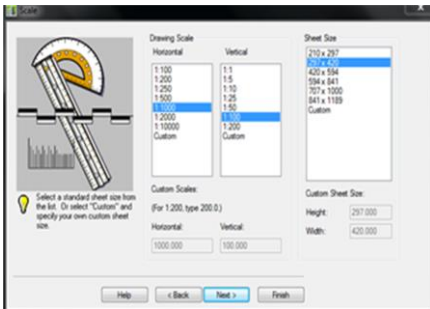 Scale
Drawing Scale
Horizontal
Vertical
1:100
1:200
1:250
1:500
1:1000
1:2000
1:10000
Custom
1:1
1:5
1:10
1:25
1:50
1:100
1:200
Custom
Custom Scales:
(For 1:200, type 200.0.)
Horizontal:
Vertical:
1000.000
100.000
Sheet Size
210 x 297
297 x 420
420 x 594
594 x 841
707 x 1000
841 x 1189
Custom
Custom Sheet Size:
Height:
297.000
Width:
420.000
Select a standard sheet size from
the list. Or select "Custom" and
specify your own custom sheet
size.
Help
< Back
Next >
Finish